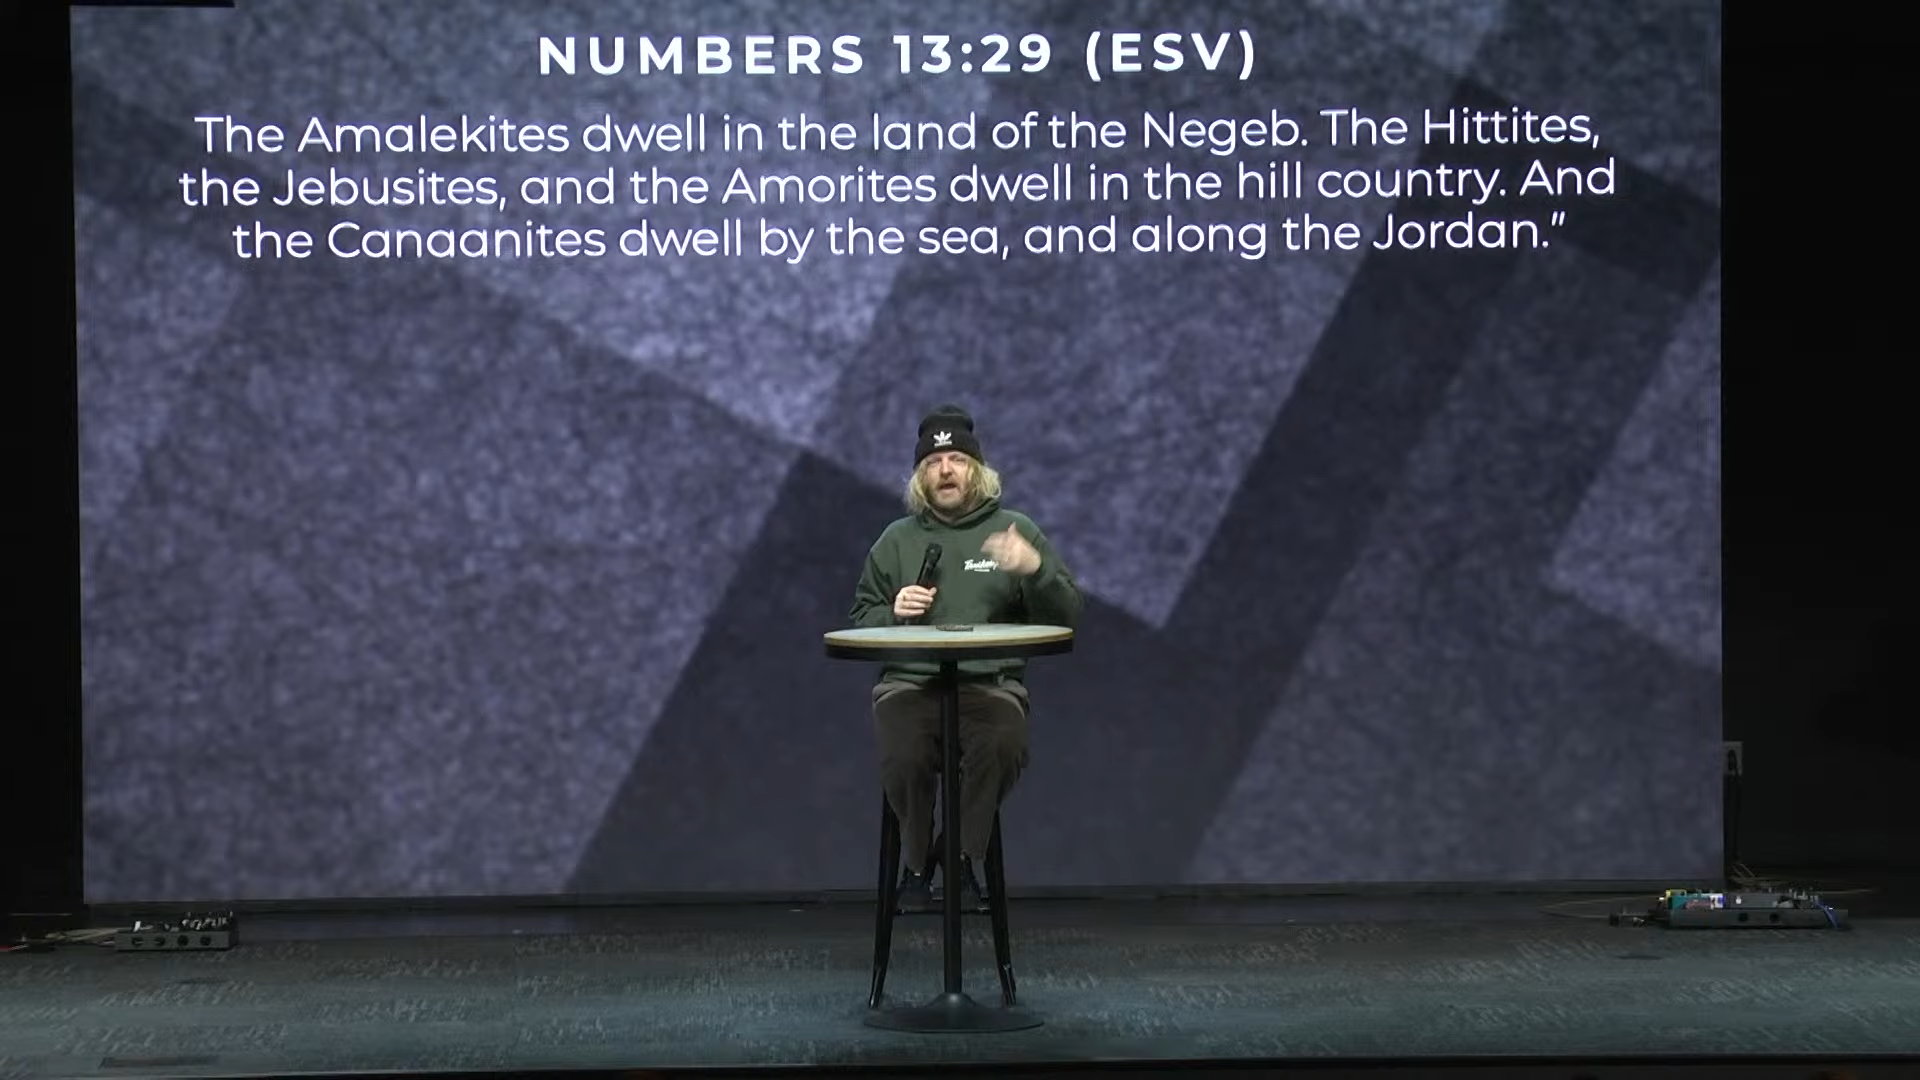 NUMBERS 13:29 (ESV)
The Amalekites dwell in the land of the Negeb. The Hittites,
the Jebusites, and the Amorites dwell in the hill country. And
the Canaanites dwell by the sea, and along the Jordan.”